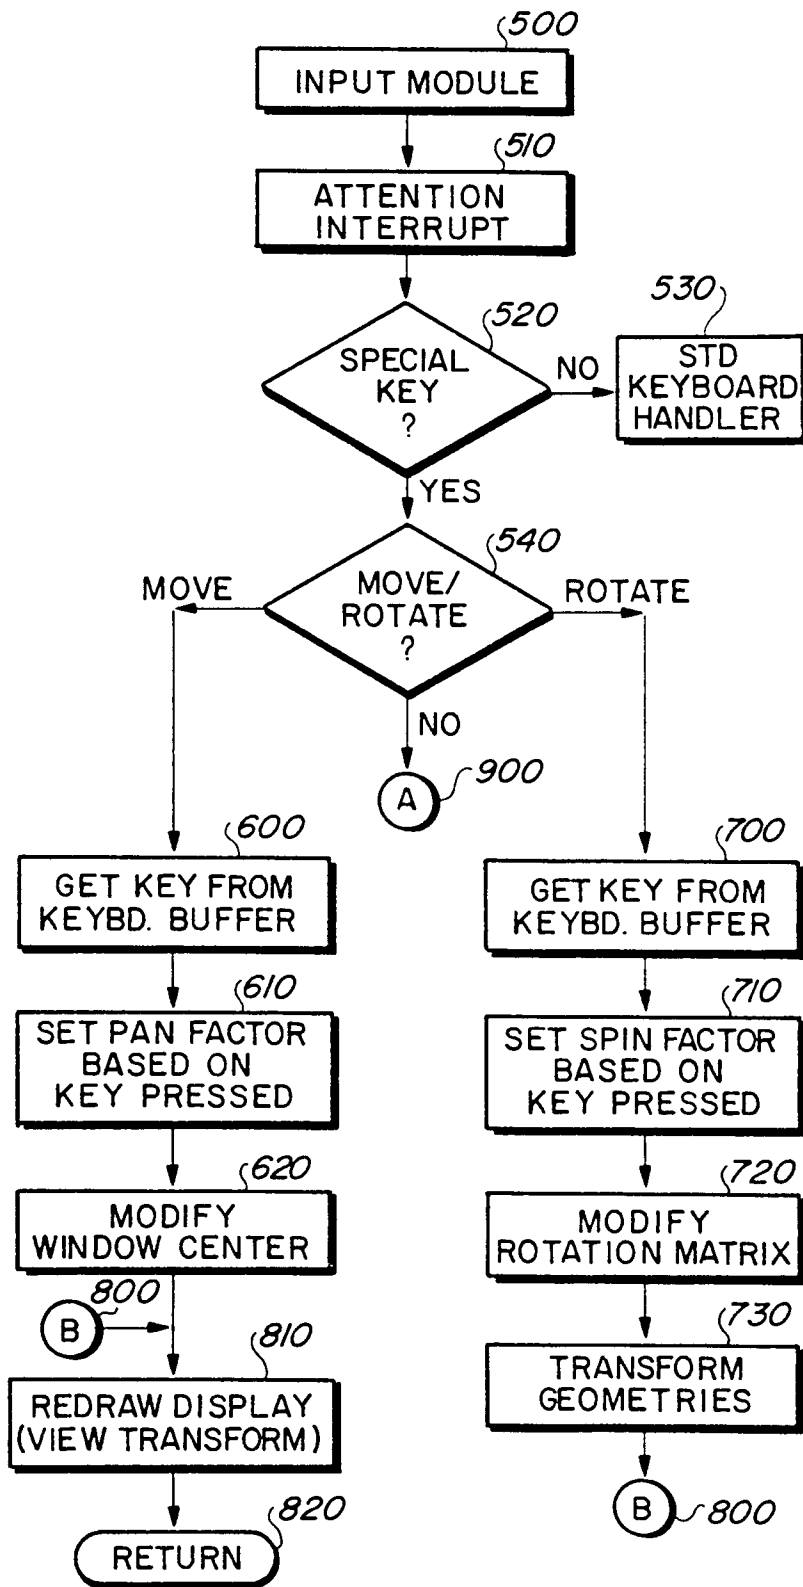 500
INPUT MODULE
510
ATTENTION
INTERRUPT
520
SPECIAL
KEY
?
NO
530
STD
KEYBOARD
HANDLER
YES
540
MOVE/
ROTATE
?
MOVE
ROTATE
NO
A
900
600
GET KEY FROM
KEYBD. BUFFER
610
SET PAN FACTOR
BASED ON
KEY PRESSED
620
MODIFY
WINDOW CENTER
B
800
810
REDRAW DISPLAY
(VIEW TRANSFORM)
820
RETURN
700
GET KEY FROM
KEYBD. BUFFER
710
SET SPIN FACTOR
BASED ON
KEY PRESSED
720
MODIFY
ROTATION MATRIX
730
TRANSFORM
GEOMETRIES
B
800